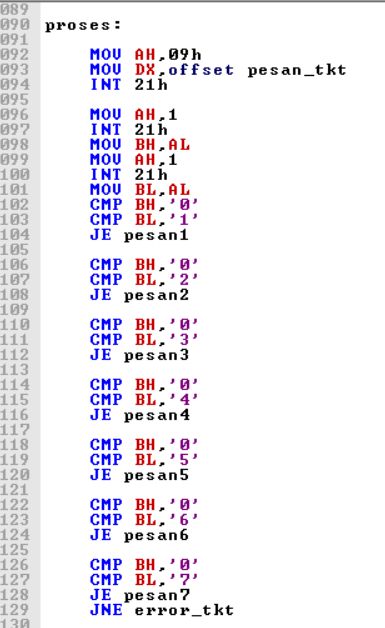 089
090 proses:
091
092 MOV AH,09h
093 MOV DX,offset pesan_tkt
094 INT 21h
095
096 MOV AH,1
097 INT 21h
098 MOV BH,AL
099 MOV AH,1
100 INT 21h
101 MOV BL,AL
102 CMP BH,'0'
103 CMP BL,'1'
104 JE pesan1
105
106 CMP BH,'0'
107 CMP BL,'2'
108 JE pesan2
109
110 CMP BH,'0'
111 CMP BL,'3'
112 JE pesan3
113
114 CMP BH,'0'
115 CMP BL,'4'
116 JE pesan4
117
118 CMP BH,'0'
119 CMP BL,'5'
120 JE pesan5
121
122 CMP BH,'0'
123 CMP BL,'6'
124 JE pesan6
125
126 CMP BH,'0'
127 CMP BL,'7'
128 JE pesan7
129 JNE error_tkt
130